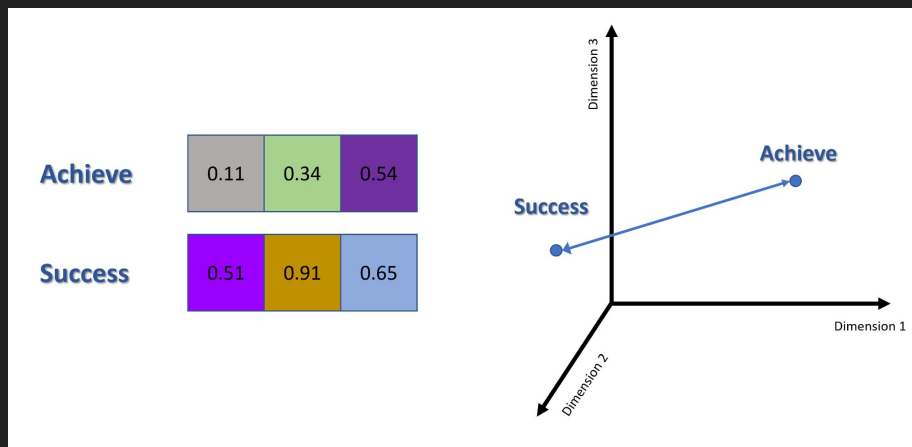 Achieve
0.11 0.34 0.54
Success
0.51 0.91 0.65
Dimension 3
Achieve
Success
Dimension 1
Dimension 2